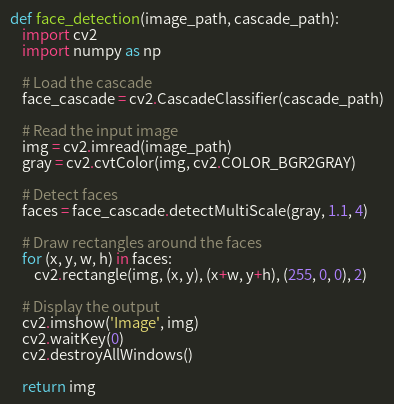 def face_detection(image_path, cascade_path):
    import cv2
    import numpy as np

    # Load the cascade
    face_cascade = cv2.CascadeClassifier(cascade_path)

    # Read the input image
    img = cv2.imread(image_path)
    gray = cv2.cvtColor(img, cv2.COLOR_BGR2GRAY)

    # Detect faces
    faces = face_cascade.detectMultiScale(gray, 1.1, 4)

    # Draw rectangles around the faces
    for (x, y, w, h) in faces:
        cv2.rectangle(img, (x, y), (x+w, y+h), (255, 0, 0), 2)

    # Display the output
    cv2.imshow('Image', img)
    cv2.waitKey(0)
    cv2.destroyAllWindows()

    return img